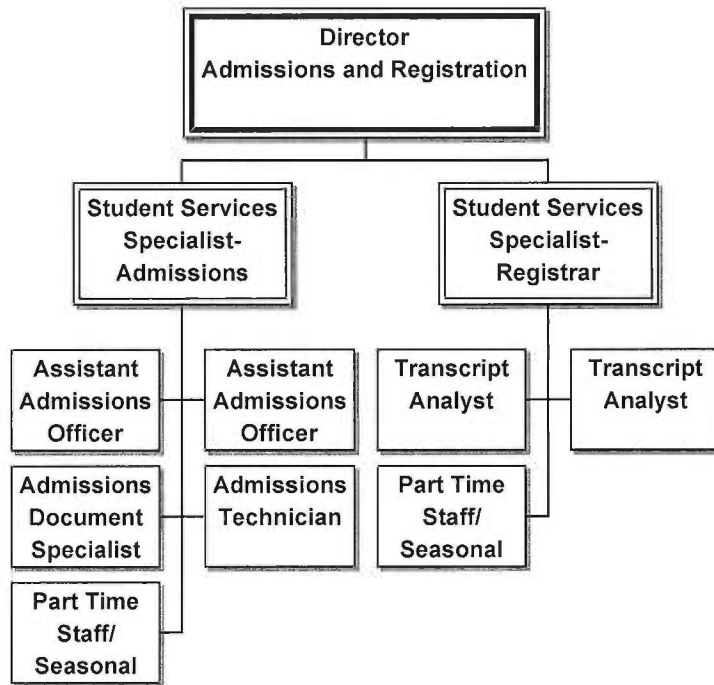 Director
Admissions and Registration
Student Services
Specialist-
Admissions
Student Services
Specialist-
Registrar
Assistant
Admissions
Officer
Assistant
Admissions
Officer
Transcript
Analyst
Transcript
Analyst
Admissions
Document
Specialist
Admissions
Technician
Part Time
Staff/
Seasonal
Part Time
Staff/
Seasonal